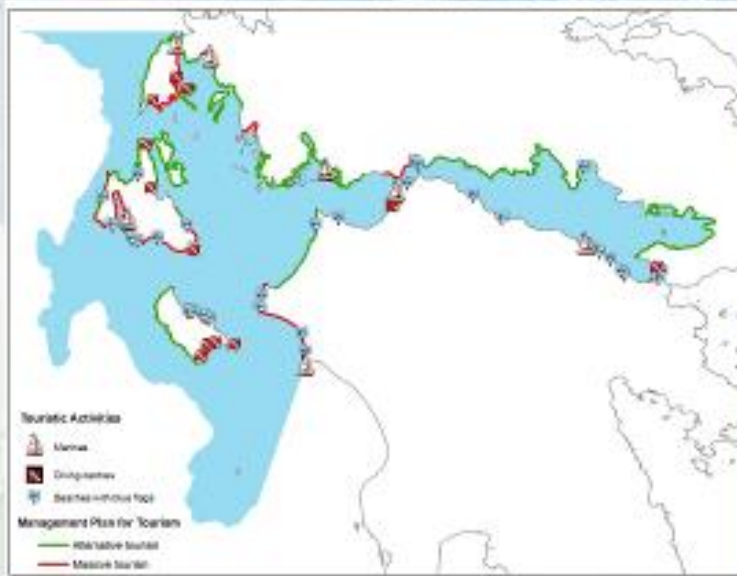 Touristic Activities
Marinas
Diving centres
Beaches with blue flags
Management Plan for Tourism
Alternative tourism
Massive tourism